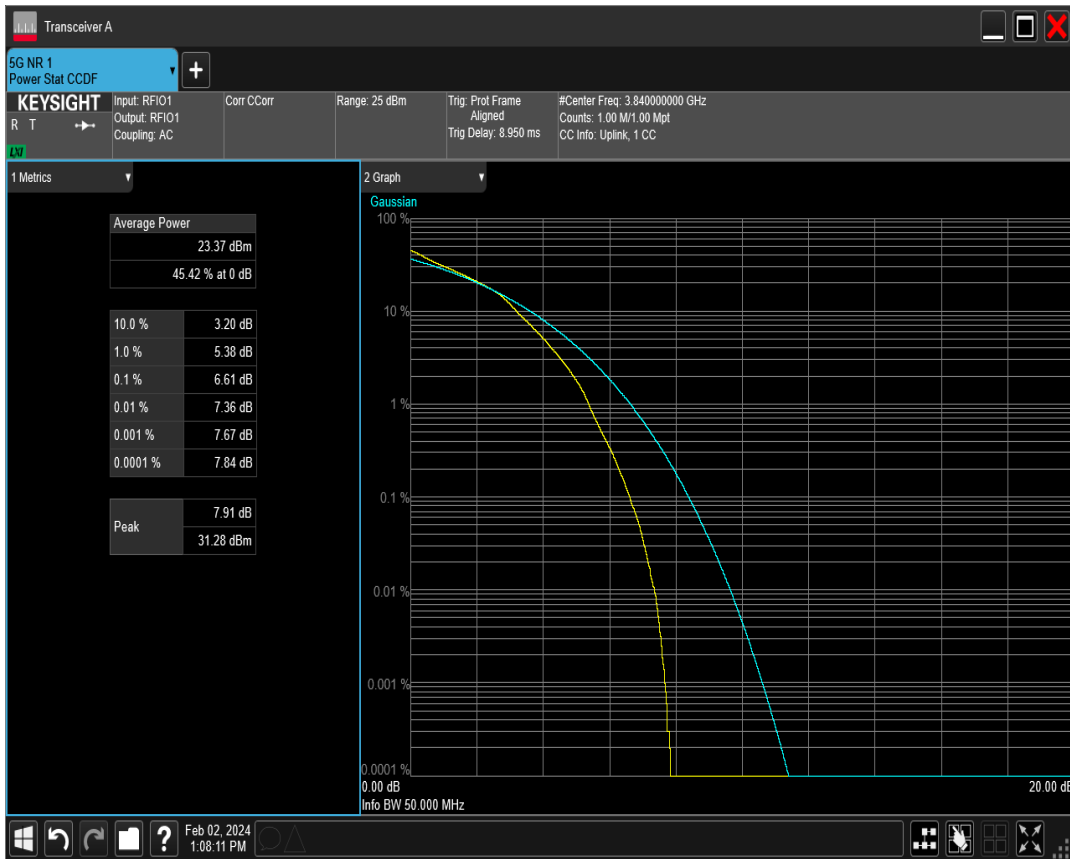 Transceiver A
5G NR 1
Power Stat CCDF
KEYSIGHT
R T
LXI
Input: RFIO1
Output: RFIO1
Coupling: AC
Corr CCorr
Range: 25 dBm
Trig: Prot Frame
Aligned
Trig Delay: 8.950 ms
#Center Freq: 3.840000000 GHz
Counts: 1.00 M/1.00 Mpt
CC Info: Uplink, 1 CC
1 Metrics
Average Power
23.37 dBm
45.42 % at 0 dB
10.0 % 3.20 dB
1.0 % 5.38 dB
0.1 % 6.61 dB
0.01 % 7.36 dB
0.001 % 7.67 dB
0.0001 % 7.84 dB
Peak
7.91 dB
31.28 dBm
2 Graph
Gaussian
100 %
10 %
1 %
0.1 %
0.01 %
0.001 %
0.0001 %
0.00 dB 20.00 dB
Info BW 50.000 MHz
?
Feb 02, 2024
1:08:11 PM